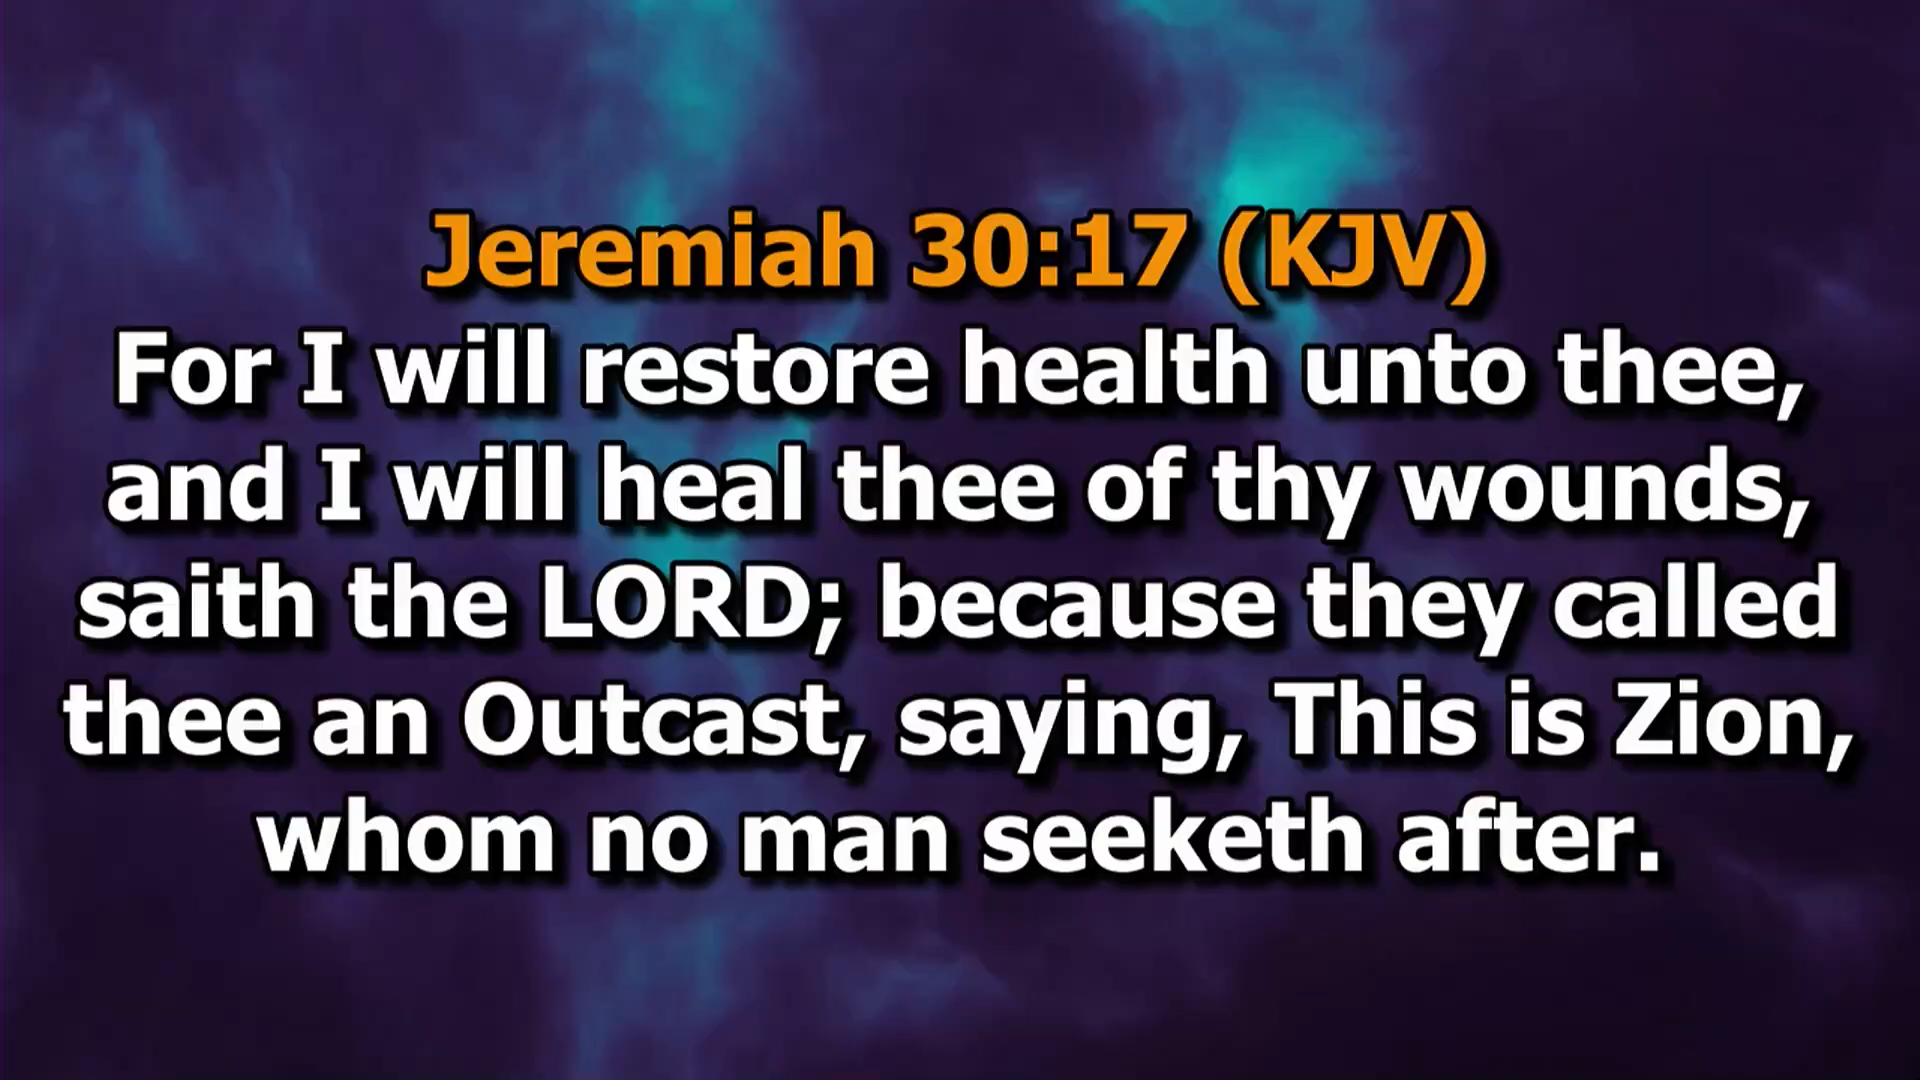 Jeremiah 30:17 (KJV)
For I will restore health unto thee,
and I will heal thee of thy wounds,
saith the LORD; because they called
thee an Outcast, saying, This is Zion,
whom no man seeketh after.